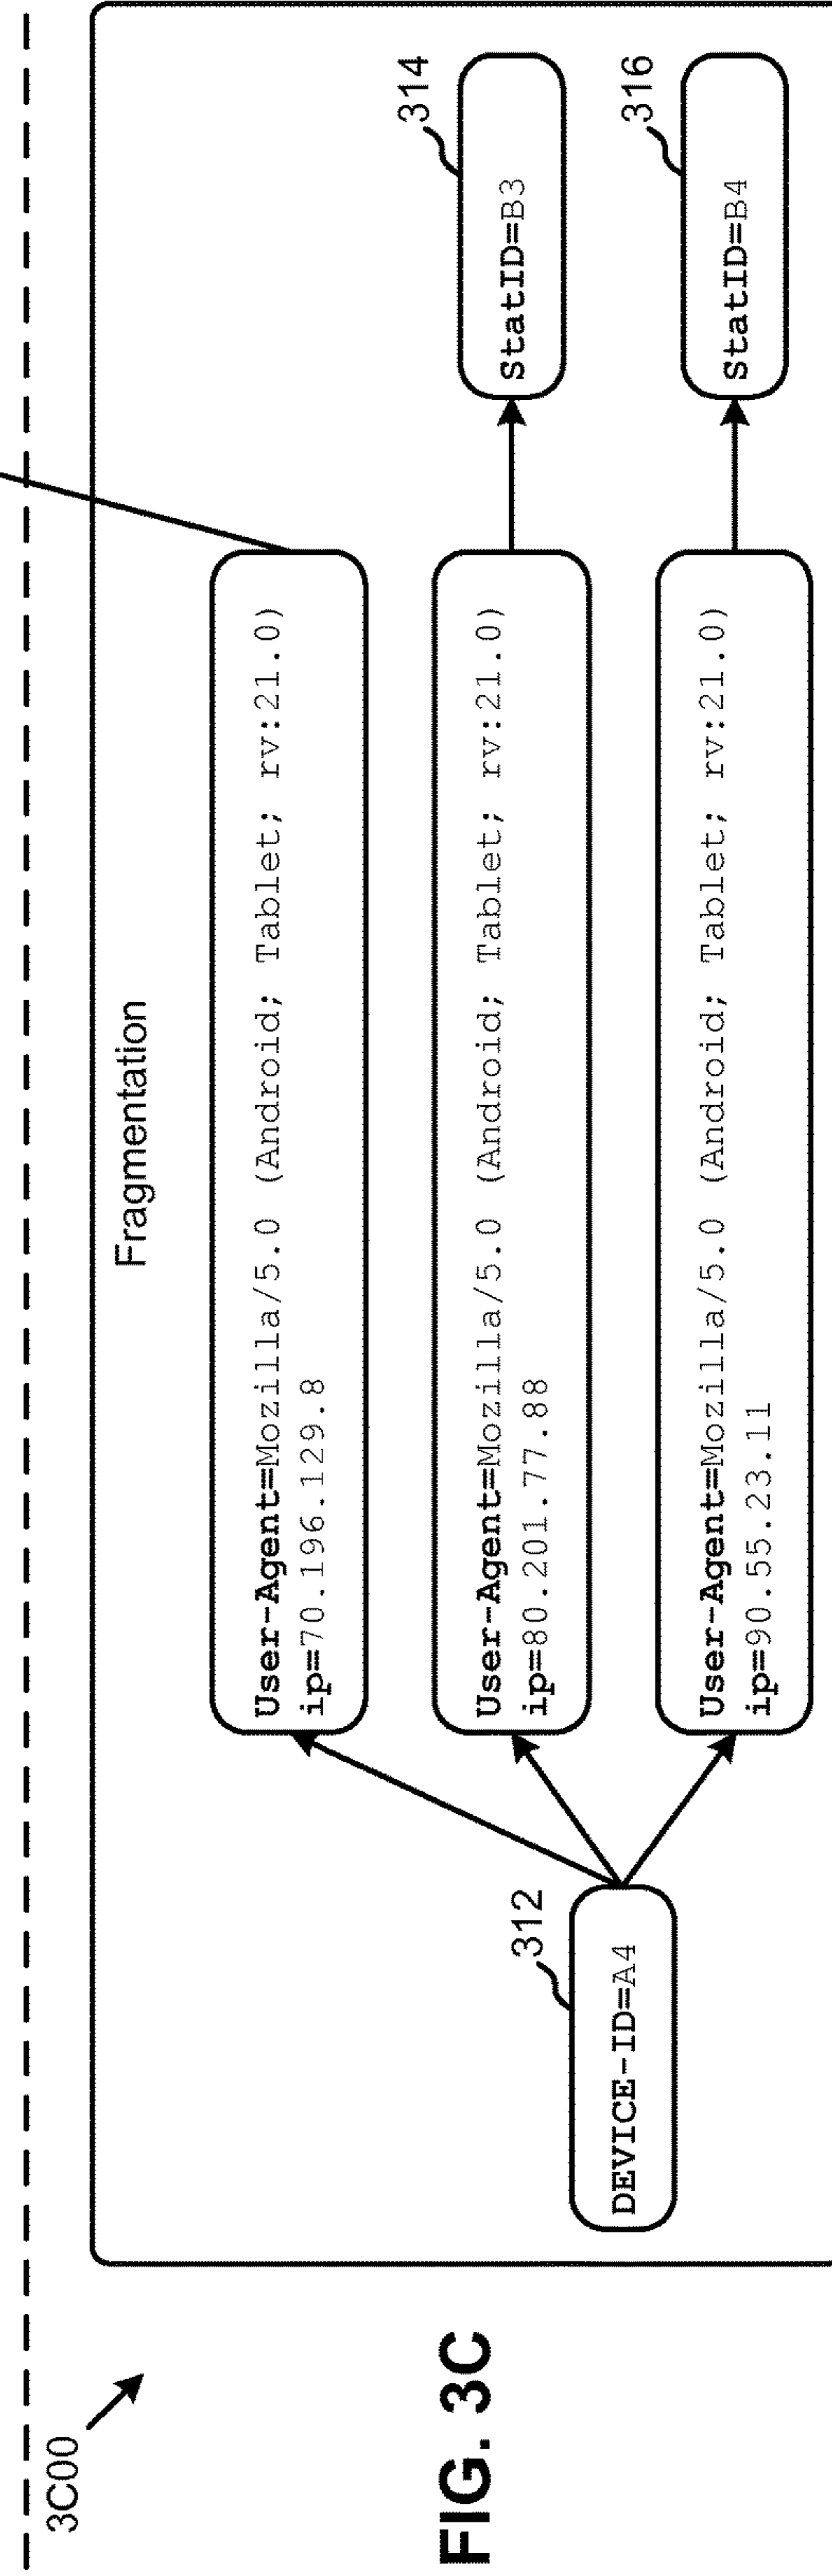 3C00
Fragmentation
User-Agent=Mozilla/5.0 (Android; Tablet; rv:21.0)
ip=70.196.129.8
314
User-Agent=Mozilla/5.0 (Android; Tablet; rv:21.0)
ip=80.201.77.88
StatID=B3
312
DEVICE-ID=A4
316
User-Agent=Mozilla/5.0 (Android; Tablet; rv:21.0)
ip=90.55.23.11
StatID=B4
FIG. 3C